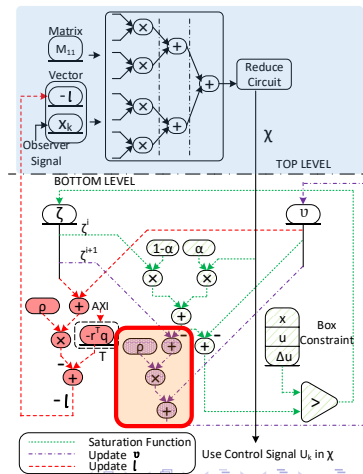 Matrix
M11
Vector
-l
Xk
Observer
Signal
×
×
×
×
+
+
+
Reduce
Circuit
χ
TOP LEVEL
BOTTOM LEVEL
ζ
ζⁱ
ζⁱ⁺¹
υ
1-α
α
×
×
+
ρ
+
AXI
×
-r q
T
-
+
-l
ρ
+
-
×
+
-
+
x
u
Δu
Box
Constraint
>
Use Control Signal Uk in χ
Saturation Function
Update υ
Update l